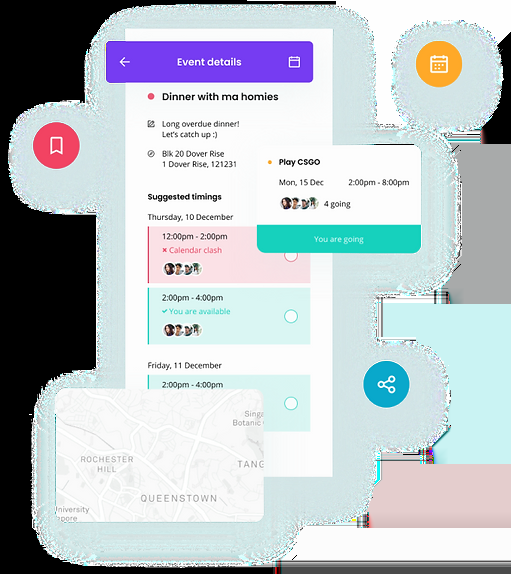 Event details
Dinner with ma homies
Long overdue dinner!
Let's catch up :)
Blk 20 Dover Rise
1 Dover Rise, 121231
Play CSGO
Mon, 15 Dec 2:00pm - 8:00pm
4 going
You are going
Suggested timings
Thursday, 10 December
12:00pm - 2:00pm
Calendar clash
2:00pm - 4:00pm
You are available
Friday, 11 December
2:00pm - 4:00pm
Singa
Botanic
ROCHESTER
HILL
TANG
QUEENSTOWN
University
pore